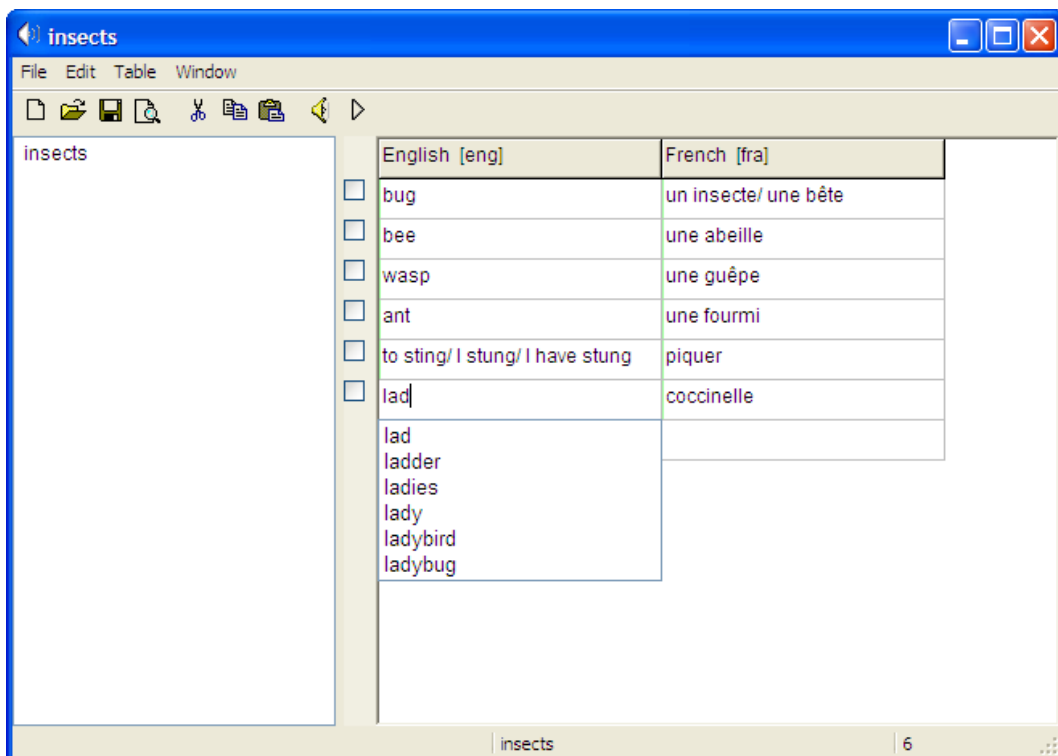 insects
File Edit Table Window
insects
English [eng] French [fra]
bug un insecte/ une bête
bee une abeille
wasp une guêpe
ant une fourmi
to sting/ I stung/ I have stung piquer
lad coccinelle
lad
ladder
ladies
lady
ladybird
ladybug
insects 6